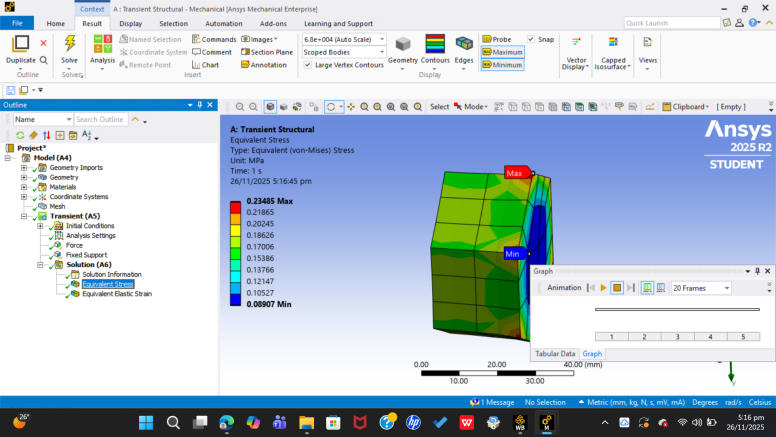 Context
A : Transient Structural - Mechanical [Ansys Mechanical Enterprise]
File Home Result Display Selection Automation Add-ons Learning and Support
Quick Launch
Duplicate
Outline
Solve
Solvers
Analysis
Named Selection
Coordinate System
Remote Point
Commands
Comment
Chart
Images
Section Plane
Annotation
Insert
6.8e+004 (Auto Scale)
Scoped Bodies
Large Vertex Contours
Geometry
Contours
Edges
Probe
Maximum
Minimum
Snap
Display
Vector
Display
Capped
Isosurface
Views
Outline
Name
Search Outline
Select
Mode
Clipboard
[ Empty ]
Project*
Model (A4)
Geometry Imports
Geometry
Materials
Coordinate Systems
Mesh
Transient (A5)
Initial Conditions
Analysis Settings
Force
Fixed Support
Solution (A6)
Solution Information
Equivalent Stress
Equivalent Elastic Strain
A: Transient Structural
Equivalent Stress
Type: Equivalent (von-Mises) Stress
Unit: MPa
Time: 1 s
26/11/2025 5:16:45 pm
0.23485 Max
0.21865
0.20245
0.18626
0.17006
0.15386
0.13766
0.12147
0.10527
0.08907 Min
Max
Min
Ansys
2025 R2
STUDENT
Graph
Animation
20 Frames
1 2 3 4 5
Tabular Data Graph
0.00 20.00 40.00 (mm)
10.00 30.00
Y
1 Message
No Selection
Metric (mm, kg, N, s, mV, mA) Degrees rad/s Celsius
26°
5:16 pm
26/11/2025